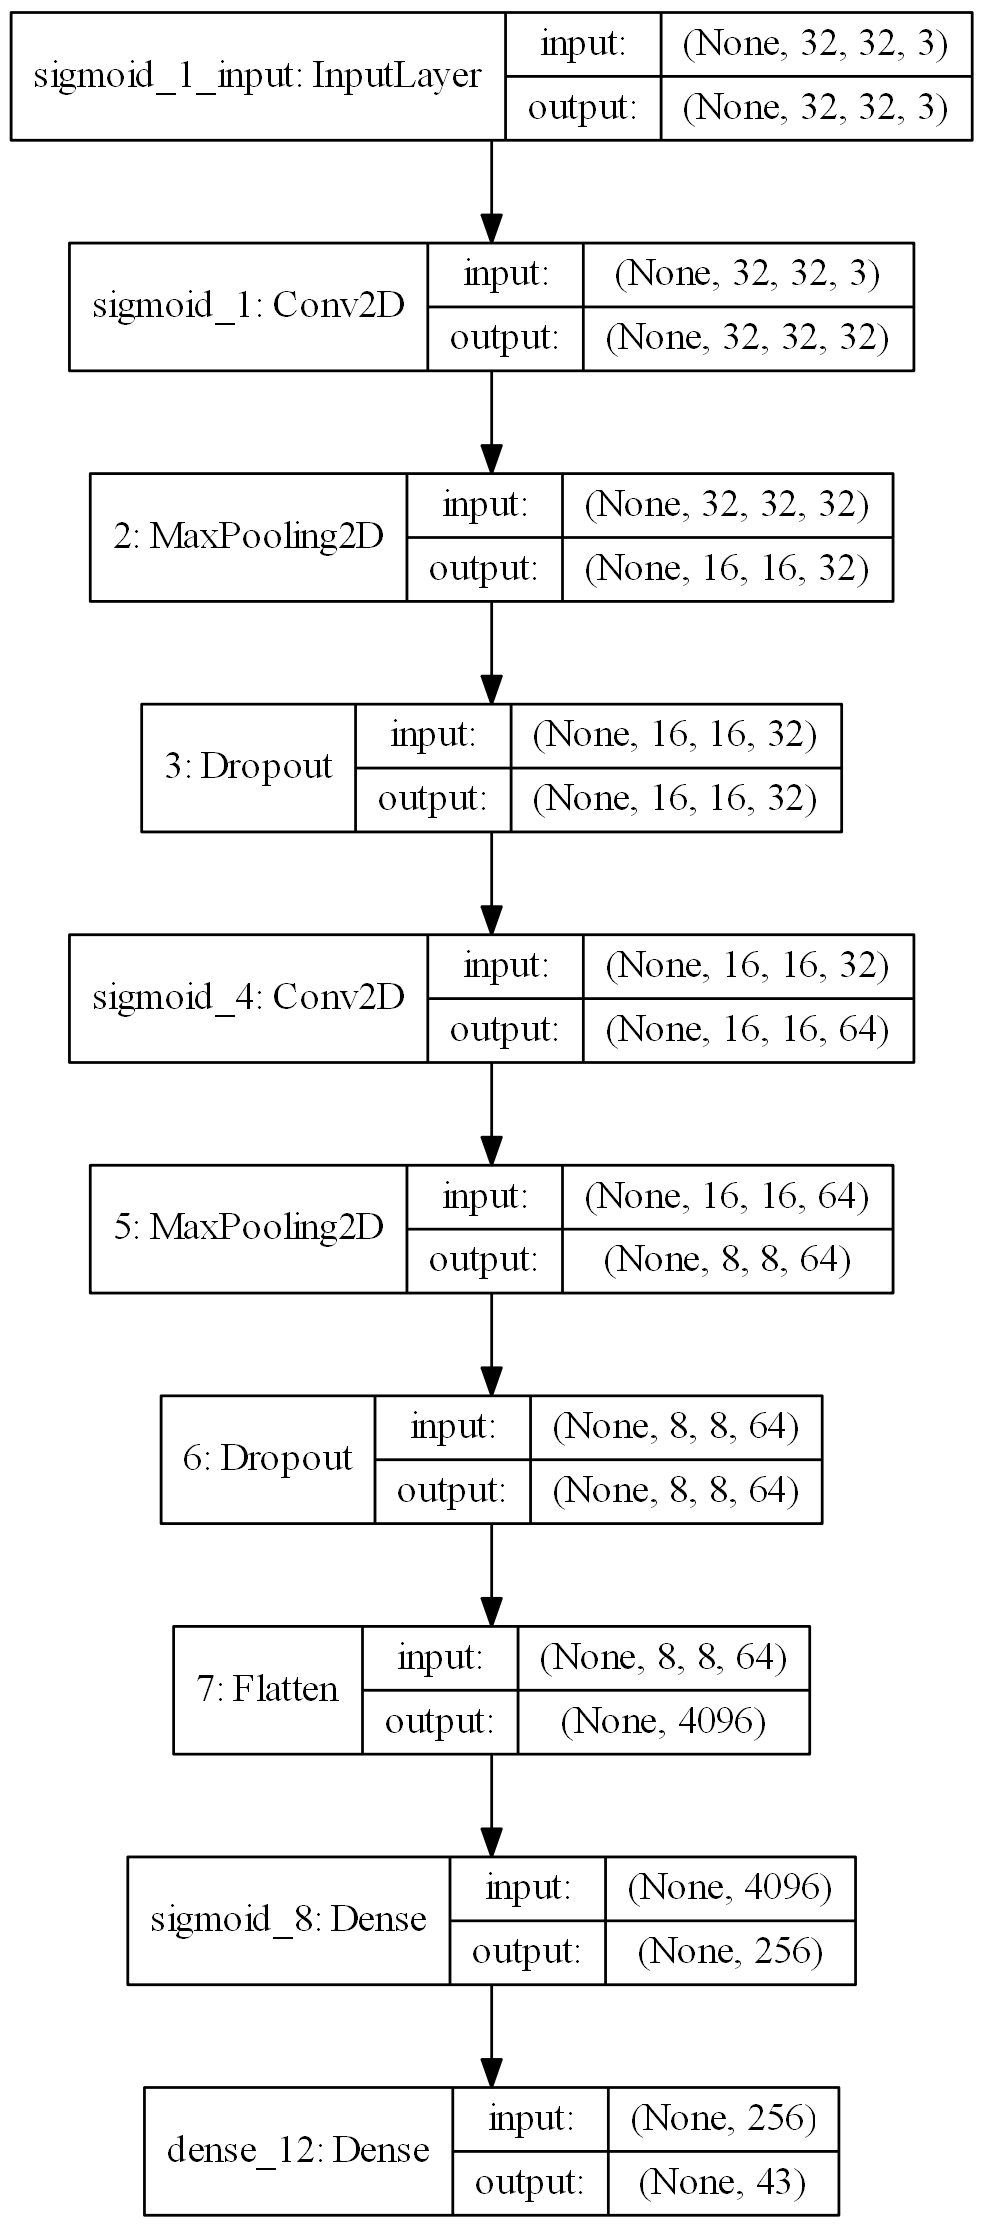 sigmoid_1_input: InputLayer
input: (None, 32, 32, 3)
output: (None, 32, 32, 3)
sigmoid_1: Conv2D
input: (None, 32, 32, 3)
output: (None, 32, 32, 32)
2: MaxPooling2D
input: (None, 32, 32, 32)
output: (None, 16, 16, 32)
3: Dropout
input: (None, 16, 16, 32)
output: (None, 16, 16, 32)
sigmoid_4: Conv2D
input: (None, 16, 16, 32)
output: (None, 16, 16, 64)
5: MaxPooling2D
input: (None, 16, 16, 64)
output: (None, 8, 8, 64)
6: Dropout
input: (None, 8, 8, 64)
output: (None, 8, 8, 64)
7: Flatten
input: (None, 8, 8, 64)
output: (None, 4096)
sigmoid_8: Dense
input: (None, 4096)
output: (None, 256)
dense_12: Dense
input: (None, 256)
output: (None, 43)